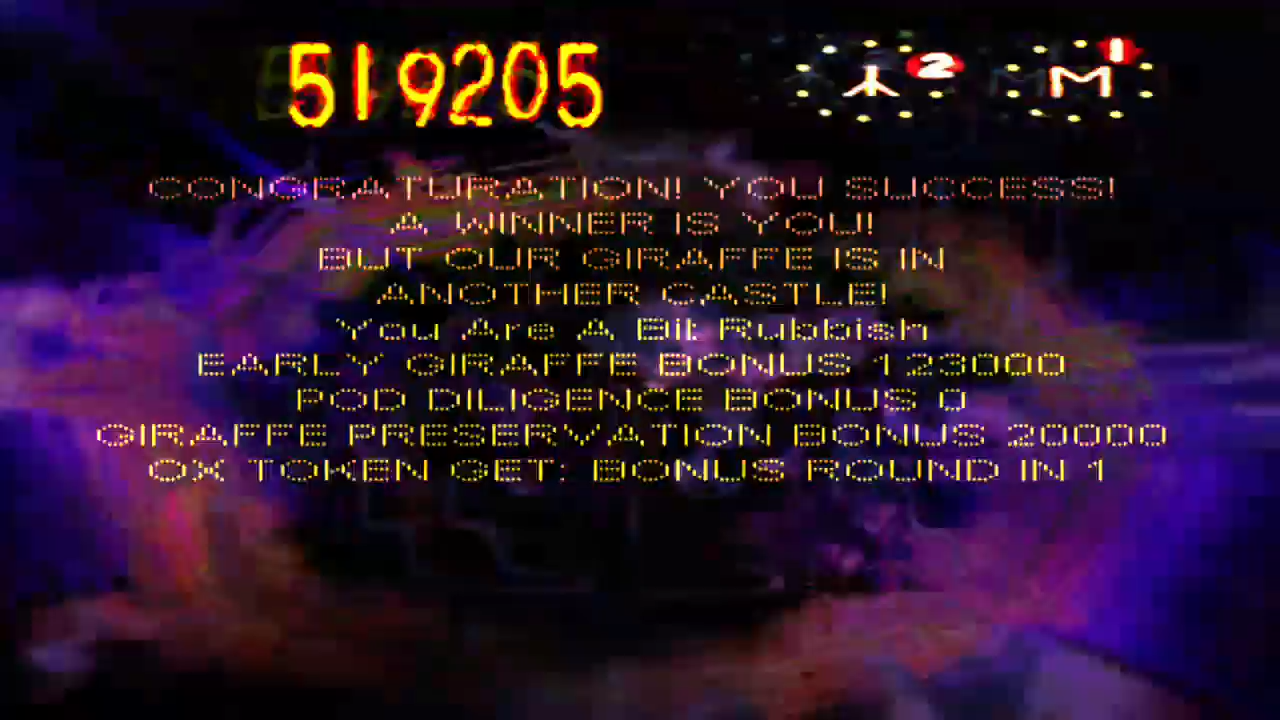 519205
2
M 1
CONGRATURATION! YOU SUCCESS!
A WINNER IS YOU!
BUT OUR GIRAFFE IS IN
ANOTHER CASTLE!
You Are A Bit Rubbish
EARLY GIRAFFE BONUS 123000
POD DILIGENCE BONUS 0
GIRAFFE PRESERVATION BONUS 20000
OX TOKEN GET: BONUS ROUND IN 1